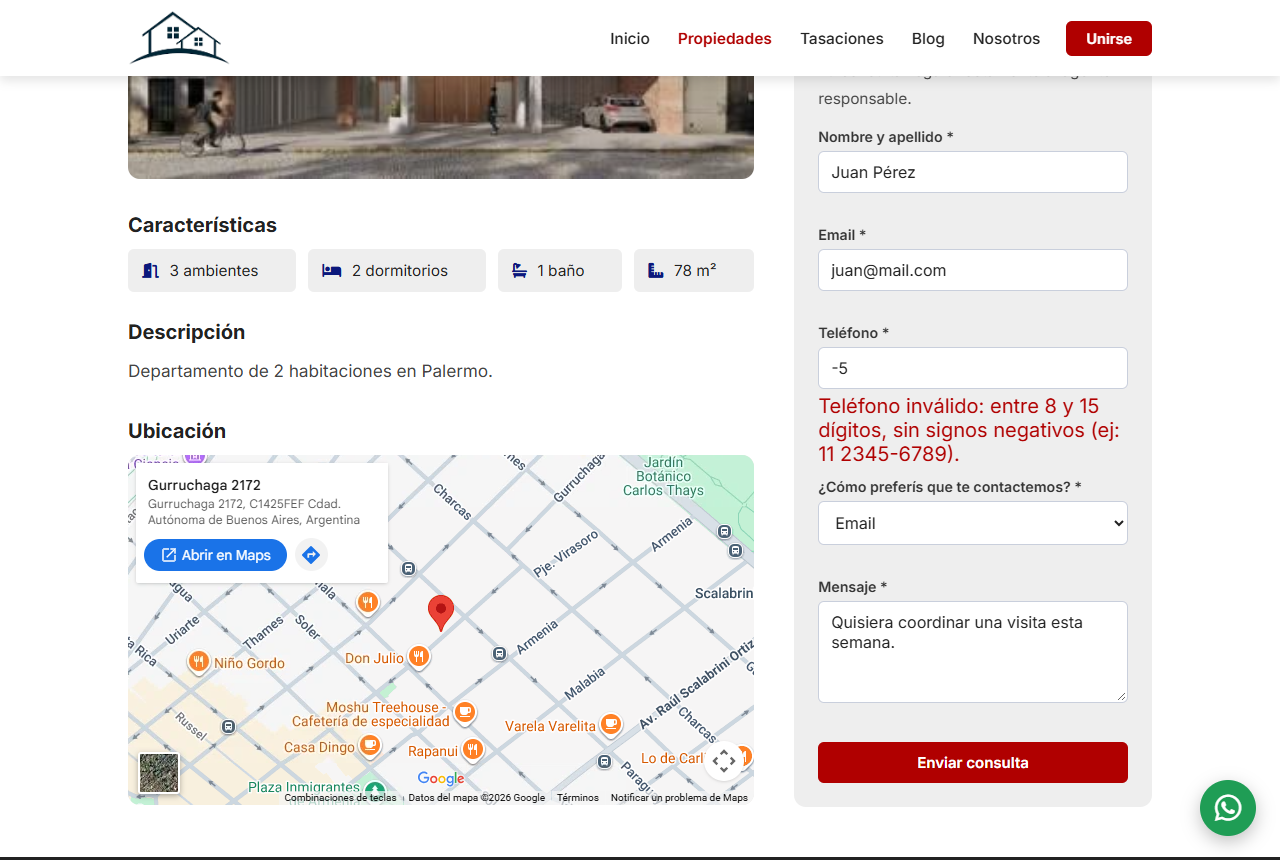 Inicio
Propiedades
Tasaciones
Blog
Nosotros
Unirse
Características
3 ambientes
2 dormitorios
1 baño
78 m²
Descripción
Departamento de 2 habitaciones en Palermo.
Ubicación
Gurruchaga 2172
Gurruchaga 2172, C1425FEF Cdad.
Autónoma de Buenos Aires, Argentina
Abrir en Maps
Charcas
Gurruchaga
Jardín
Botánico
Carlos Thays
Armenia
Pje. Virasoro
Scalabrin
Uriarte
Thames
Soler
Armenia
Niño Gordo
Don Julio
Malabia
Av. Raúl Scalabrini Ortiz
Moshu Treehouse -
Cafetería de especialidad
Russel
Varela Varelita
Charcas
Casa Dingo
Rapanui
Lo de Carl
Google
Plaza Inmigrantes
Combinaciones de teclas
Datos del mapa ©2026 Google
Términos
Notificar un problema de Maps
responsable.
Nombre y apellido *
Juan Pérez
Email *
juan@mail.com
Teléfono *
-5
Teléfono inválido: entre 8 y 15
dígitos, sin signos negativos (ej:
11 2345-6789).
¿Cómo preferís que te contactemos? *
Email
Mensaje *
Quisiera coordinar una visita esta
semana.
Enviar consulta